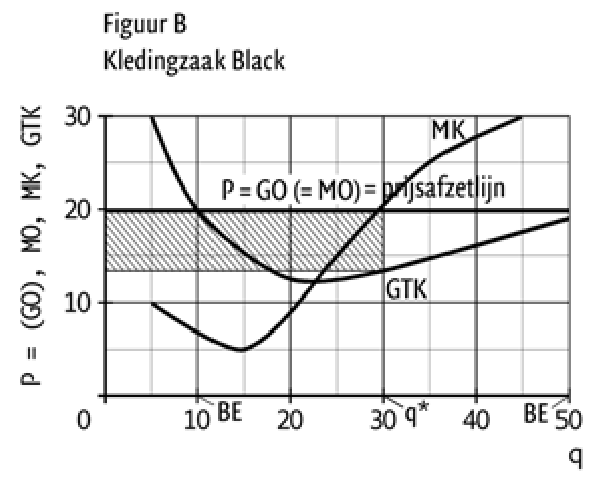 Figuur B
Kledingzaak Black
P = (GO), MO, MK, GTK
30
20
10
MK
P = GO (= MO) = prijsafzetlijn
GTK
0 10 BE 20 30 q* 40 BE 50
q